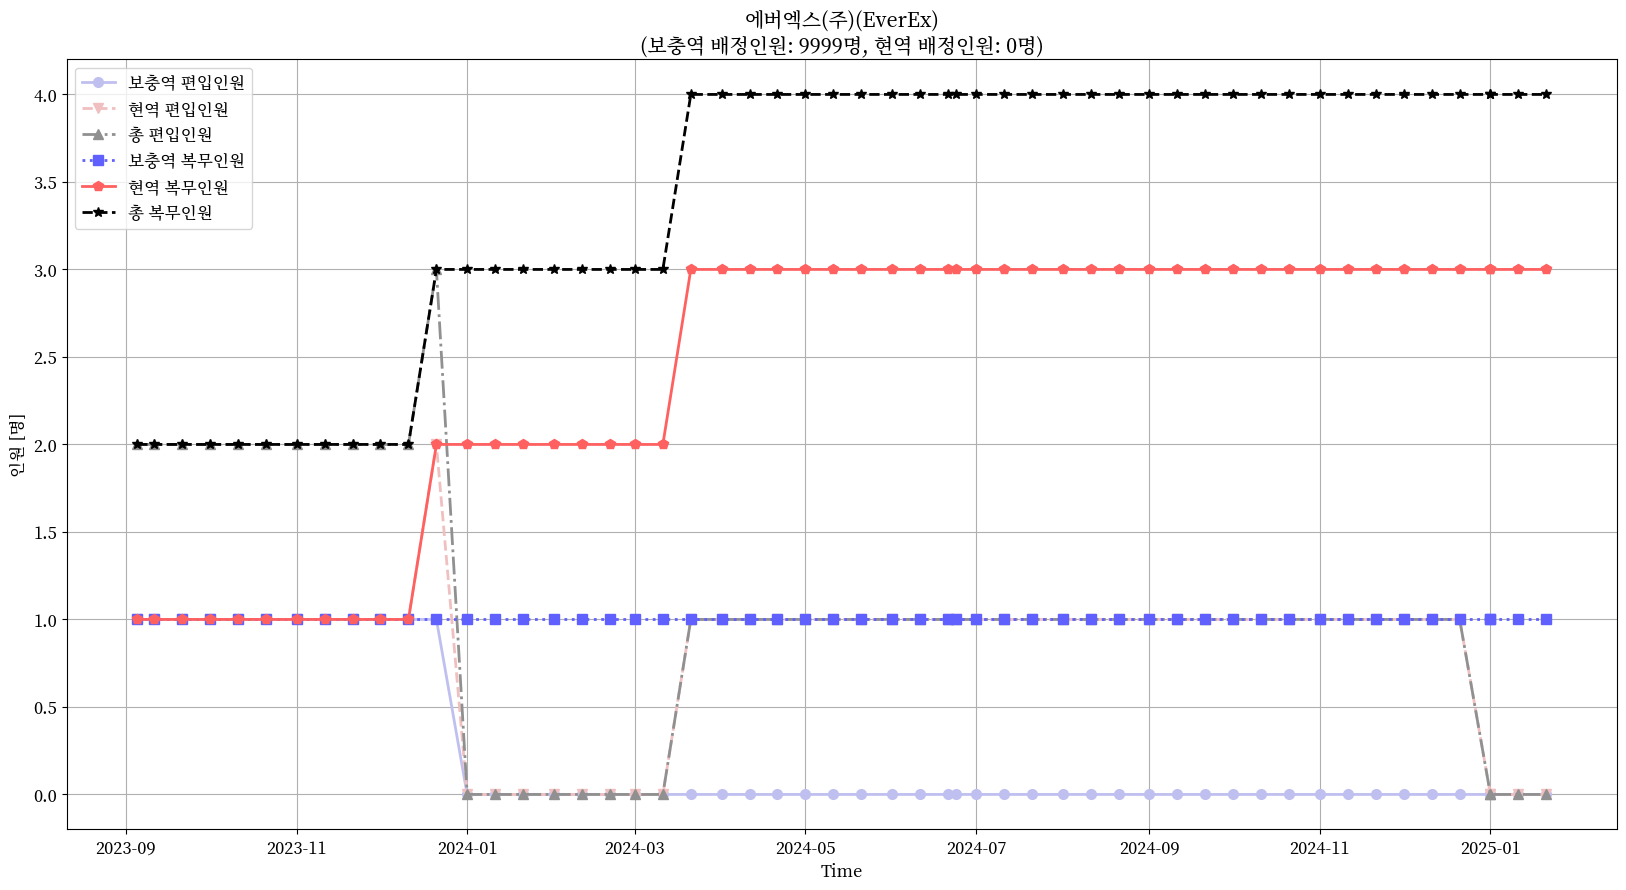 에버엑스(주)(EverEx)
(보충역 배정인원: 9999명, 현역 배정인원: 0명)
보충역 편입인원
현역 편입인원
총 편입인원
보충역 복무인원
현역 복무인원
총 복무인원
4.0
3.5
3.0
2.5
2.0
1.5
1.0
0.5
0.0
인원 [명]
2023-09
2023-11
2024-01
2024-03
2024-05
2024-07
2024-09
2024-11
2025-01
Time